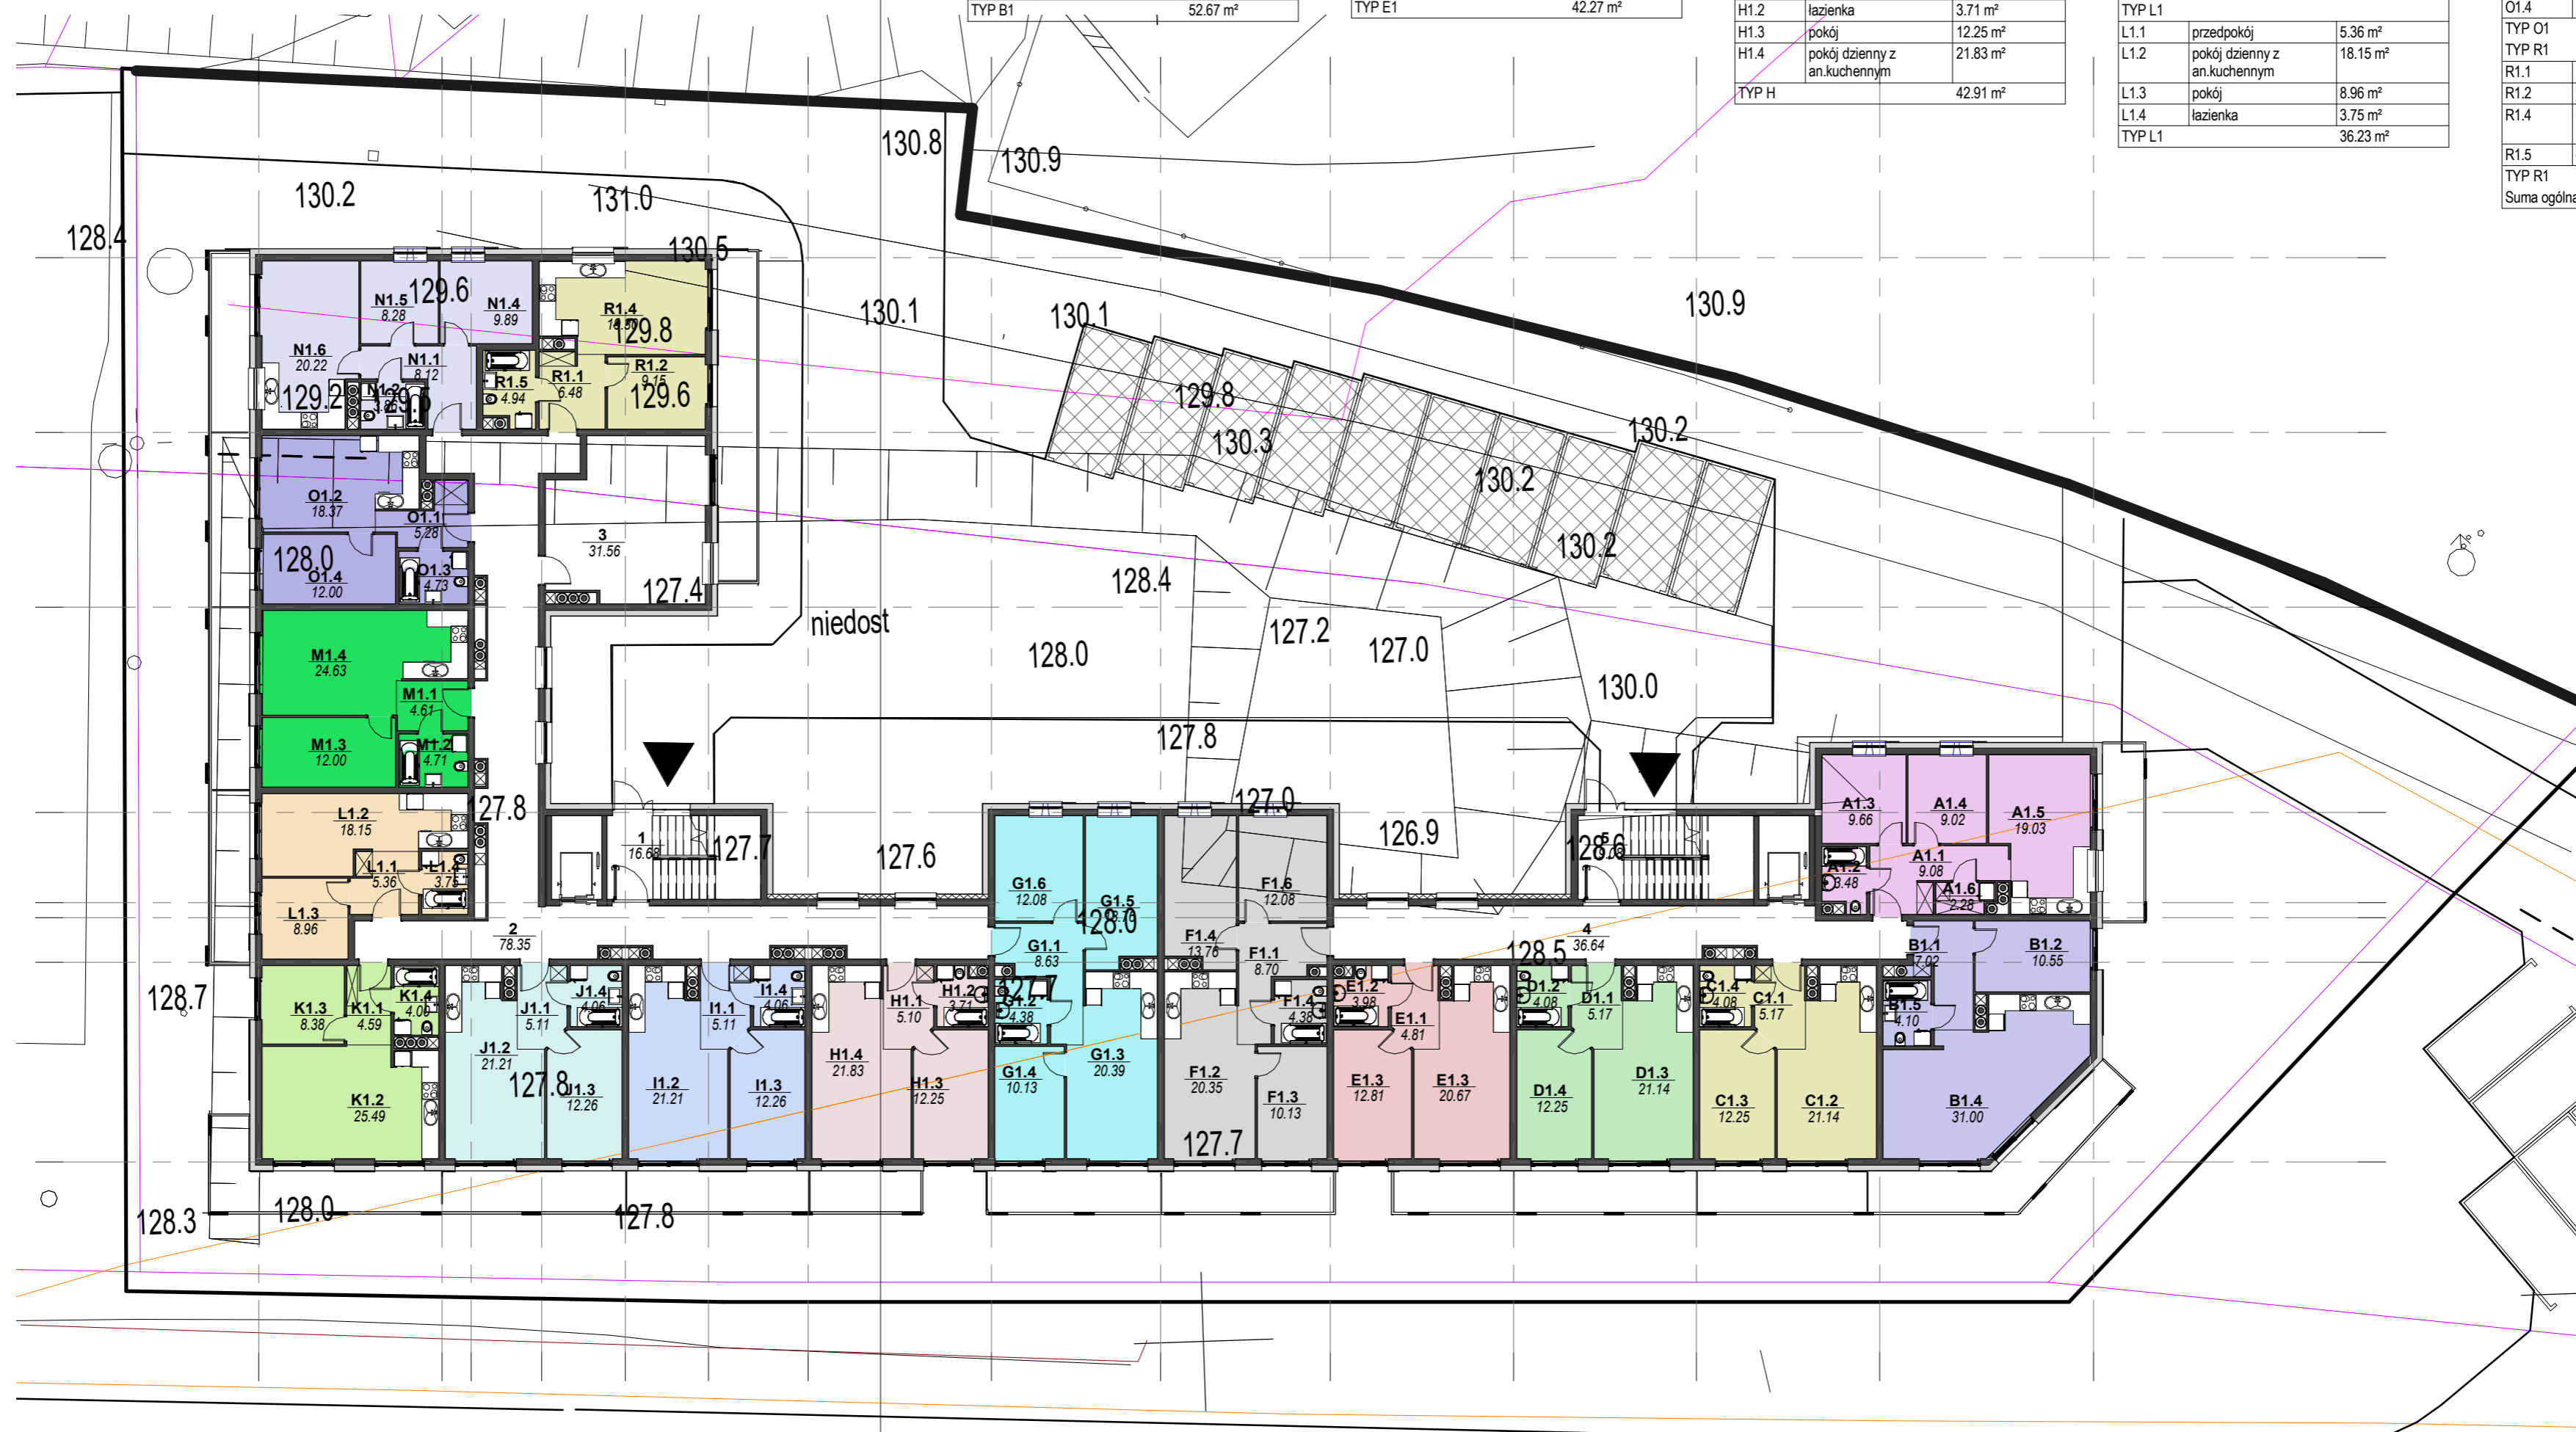 TYP B1 52.67 m²
TYP E1 42.27 m²
H1.2 łazienka 3.71 m²
H1.3 pokój 12.25 m²
H1.4 pokój dzienny z 21.83 m²
an.kuchennym
TYP H 42.91 m²
TYP L1
L1.1 przedpokój 5.36 m²
L1.2 pokój dzienny z 18.15 m²
an.kuchennym
L1.3 pokój 8.96 m²
L1.4 łazienka 3.75 m²
TYP L1 36.23 m²
O1.4
TYP O1
TYP R1
R1.1
R1.2
R1.4
R1.5
TYP R1
Suma ogólna
130.8
130.9
130.2
131.0
128.4
130.5
129.6
N1.5
8.28
N1.4
9.89
R1.4
129.8
130.1
130.1
130.9
N1.6
20.22
N1.1
8.12
R1.5
4.94
R1.1
6.48
R1.2
9.15
129.6
129.2
N1.2
129.8
130.3
130.2
130.2
130.2
O1.2
18.37
O1.1
5.28
3
31.56
128.0
O1.4
12.00
O1.3
4.73
127.4
niedost
128.4
128.0
127.2
127.0
130.0
M1.4
24.63
M1.1
4.61
M1.3
12.00
M1.2
4.71
127.8
127.8
127.0
L1.2
18.15
L1.1
5.36
L1.4
3.75
L1.3
8.96
1
16.68
127.7
127.6
126.9
128.6
5
A1.3
9.66
A1.4
9.02
A1.5
19.03
A1.2
3.48
A1.1
9.08
A1.6
2.28
G1.6
12.08
G1.5
128.0
F1.6
12.08
F1.4
13.76
G1.1
8.63
F1.1
8.70
2
78.35
4
36.64
128.5
B1.1
7.02
B1.2
10.55
128.7
K1.3
8.38
K1.1
4.59
K1.4
4.00
J1.1
5.11
J1.4
4.06
I1.1
5.11
I1.4
4.06
H1.1
5.10
H1.2
3.71
127.7
G1.2
4.38
F1.4
4.38
E1.2
3.98
E1.1
4.81
D1.2
4.08
D1.1
5.17
C1.4
4.08
C1.1
5.17
B1.5
4.10
K1.2
25.49
J1.2
21.21
127.8
J1.3
12.26
I1.2
21.21
I1.3
12.26
H1.4
21.83
H1.3
12.25
G1.4
10.13
G1.3
20.39
F1.2
20.35
F1.3
10.13
127.7
E1.3
12.81
E1.3
20.67
D1.4
12.25
D1.3
21.14
C1.3
12.25
C1.2
21.14
B1.4
31.00
128.3
128.0
127.8